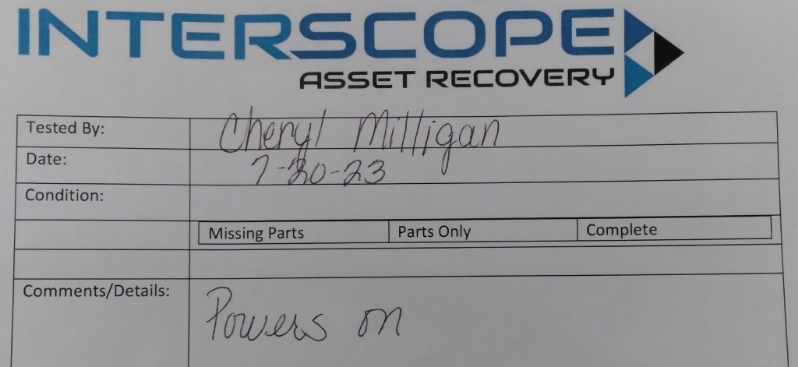 INTERSCOPE
ASSET RECOVERY
Tested By: Cheryl Milligan
Date: 7-20-23
Condition:
Missing Parts Parts Only Complete
Comments/Details: Powers on